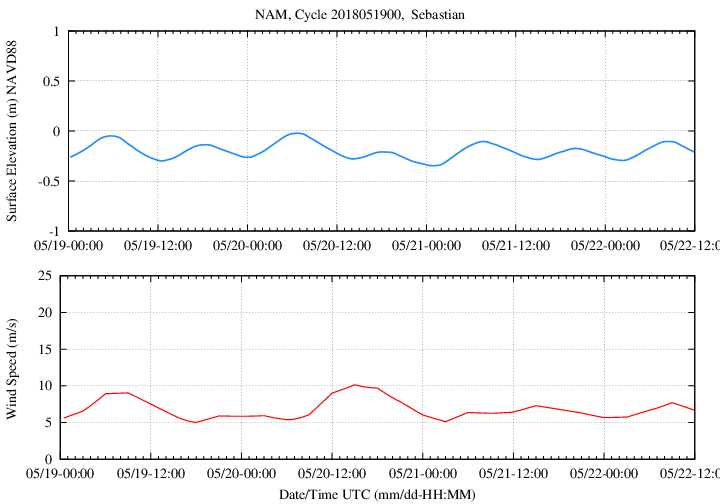 NAM, Cycle 2018051900, Sebastian
Surface Elevation (m) NAVD88
1
0.5
0
-0.5
-1
05/19-00:00 05/19-12:00 05/20-00:00 05/20-12:00 05/21-00:00 05/21-12:00 05/22-00:00 05/22-12:0
Wind Speed (m/s)
25
20
15
10
5
0
05/19-00:00 05/19-12:00 05/20-00:00 05/20-12:00 05/21-00:00 05/21-12:00 05/22-00:00 05/22-12:0
Date/Time UTC (mm/dd-HH:MM)